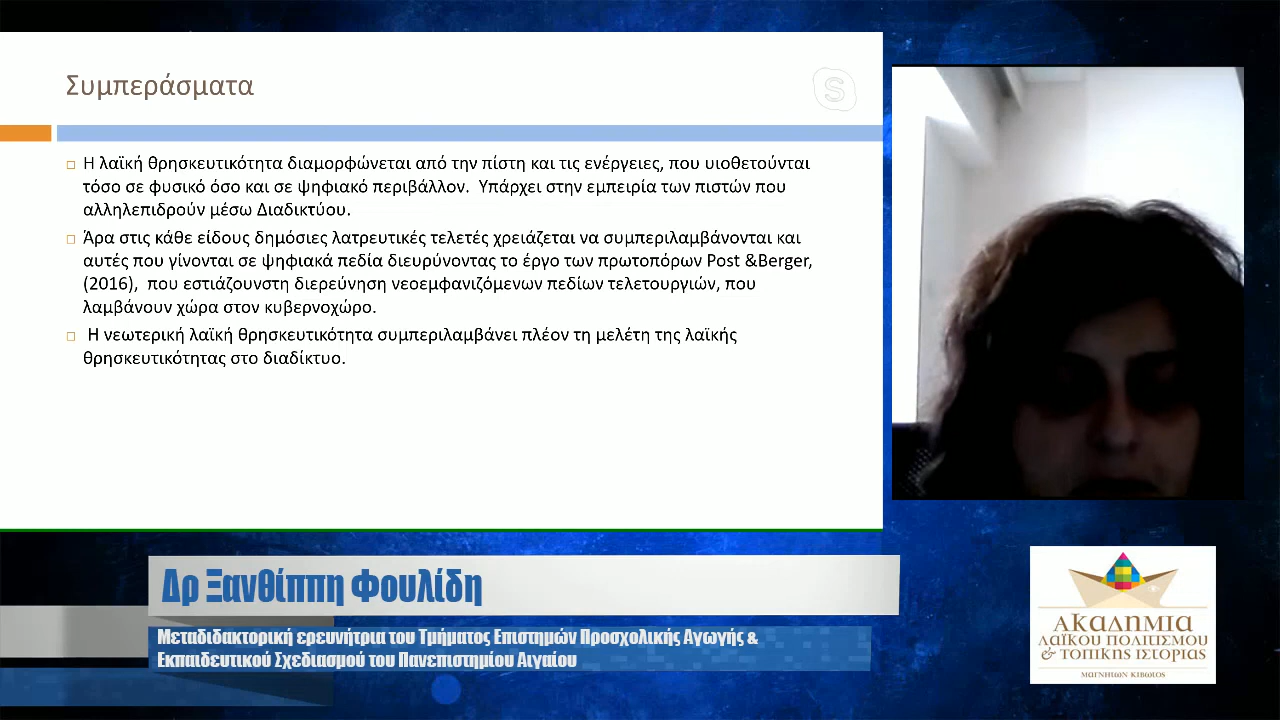 Συμπεράσματα
Η λαϊκή θρησκευτικότητα διαμορφώνεται από την πίστη και τις ενέργειες, που υιοθετούνται
τόσο σε φυσικό όσο και σε ψηφιακό περιβάλλον. Υπάρχει στην εμπειρία των πιστών που
αλληλεπιδρούν μέσω Διαδικτύου.
Άρα στις κάθε είδους δημόσιες λατρευτικές τελετές χρειάζεται να συμπεριλαμβάνονται και
αυτές που γίνονται σε ψηφιακά πεδία διευρύνοντας το έργο των πρωτοπόρων Post &Berger,
(2016), που εστιάζουνστη διερεύνηση νεοεμφανιζόμενων πεδίων τελετουργιών, που
λαμβάνουν χώρα στον κυβερνοχώρο.
Η νεωτερική λαϊκή θρησκευτικότητα συμπεριλαμβάνει πλέον τη μελέτη της λαϊκής
θρησκευτικότητας στο διαδίκτυο.
Δρ Ξανθίππη Φουλίδη
Μεταδιδακτορική ερευνήτρια του Τμήματος Επιστημών Προσχολικής Αγωγής &
Εκπαιδευτικού Σχεδιασμού του Πανεπιστημίου Αιγαίου
ΑΚΑΔΗΜΙΑ
ΛΑΪΚΟΥ ΠΟΛΙΤΙΣΜΟΥ
& ΤΟΠΙΚΗΣ ΙΣΤΟΡΙΑΣ
ΜΑΓΝΗΤΩΝ ΚΙΒΩΤΟΣ